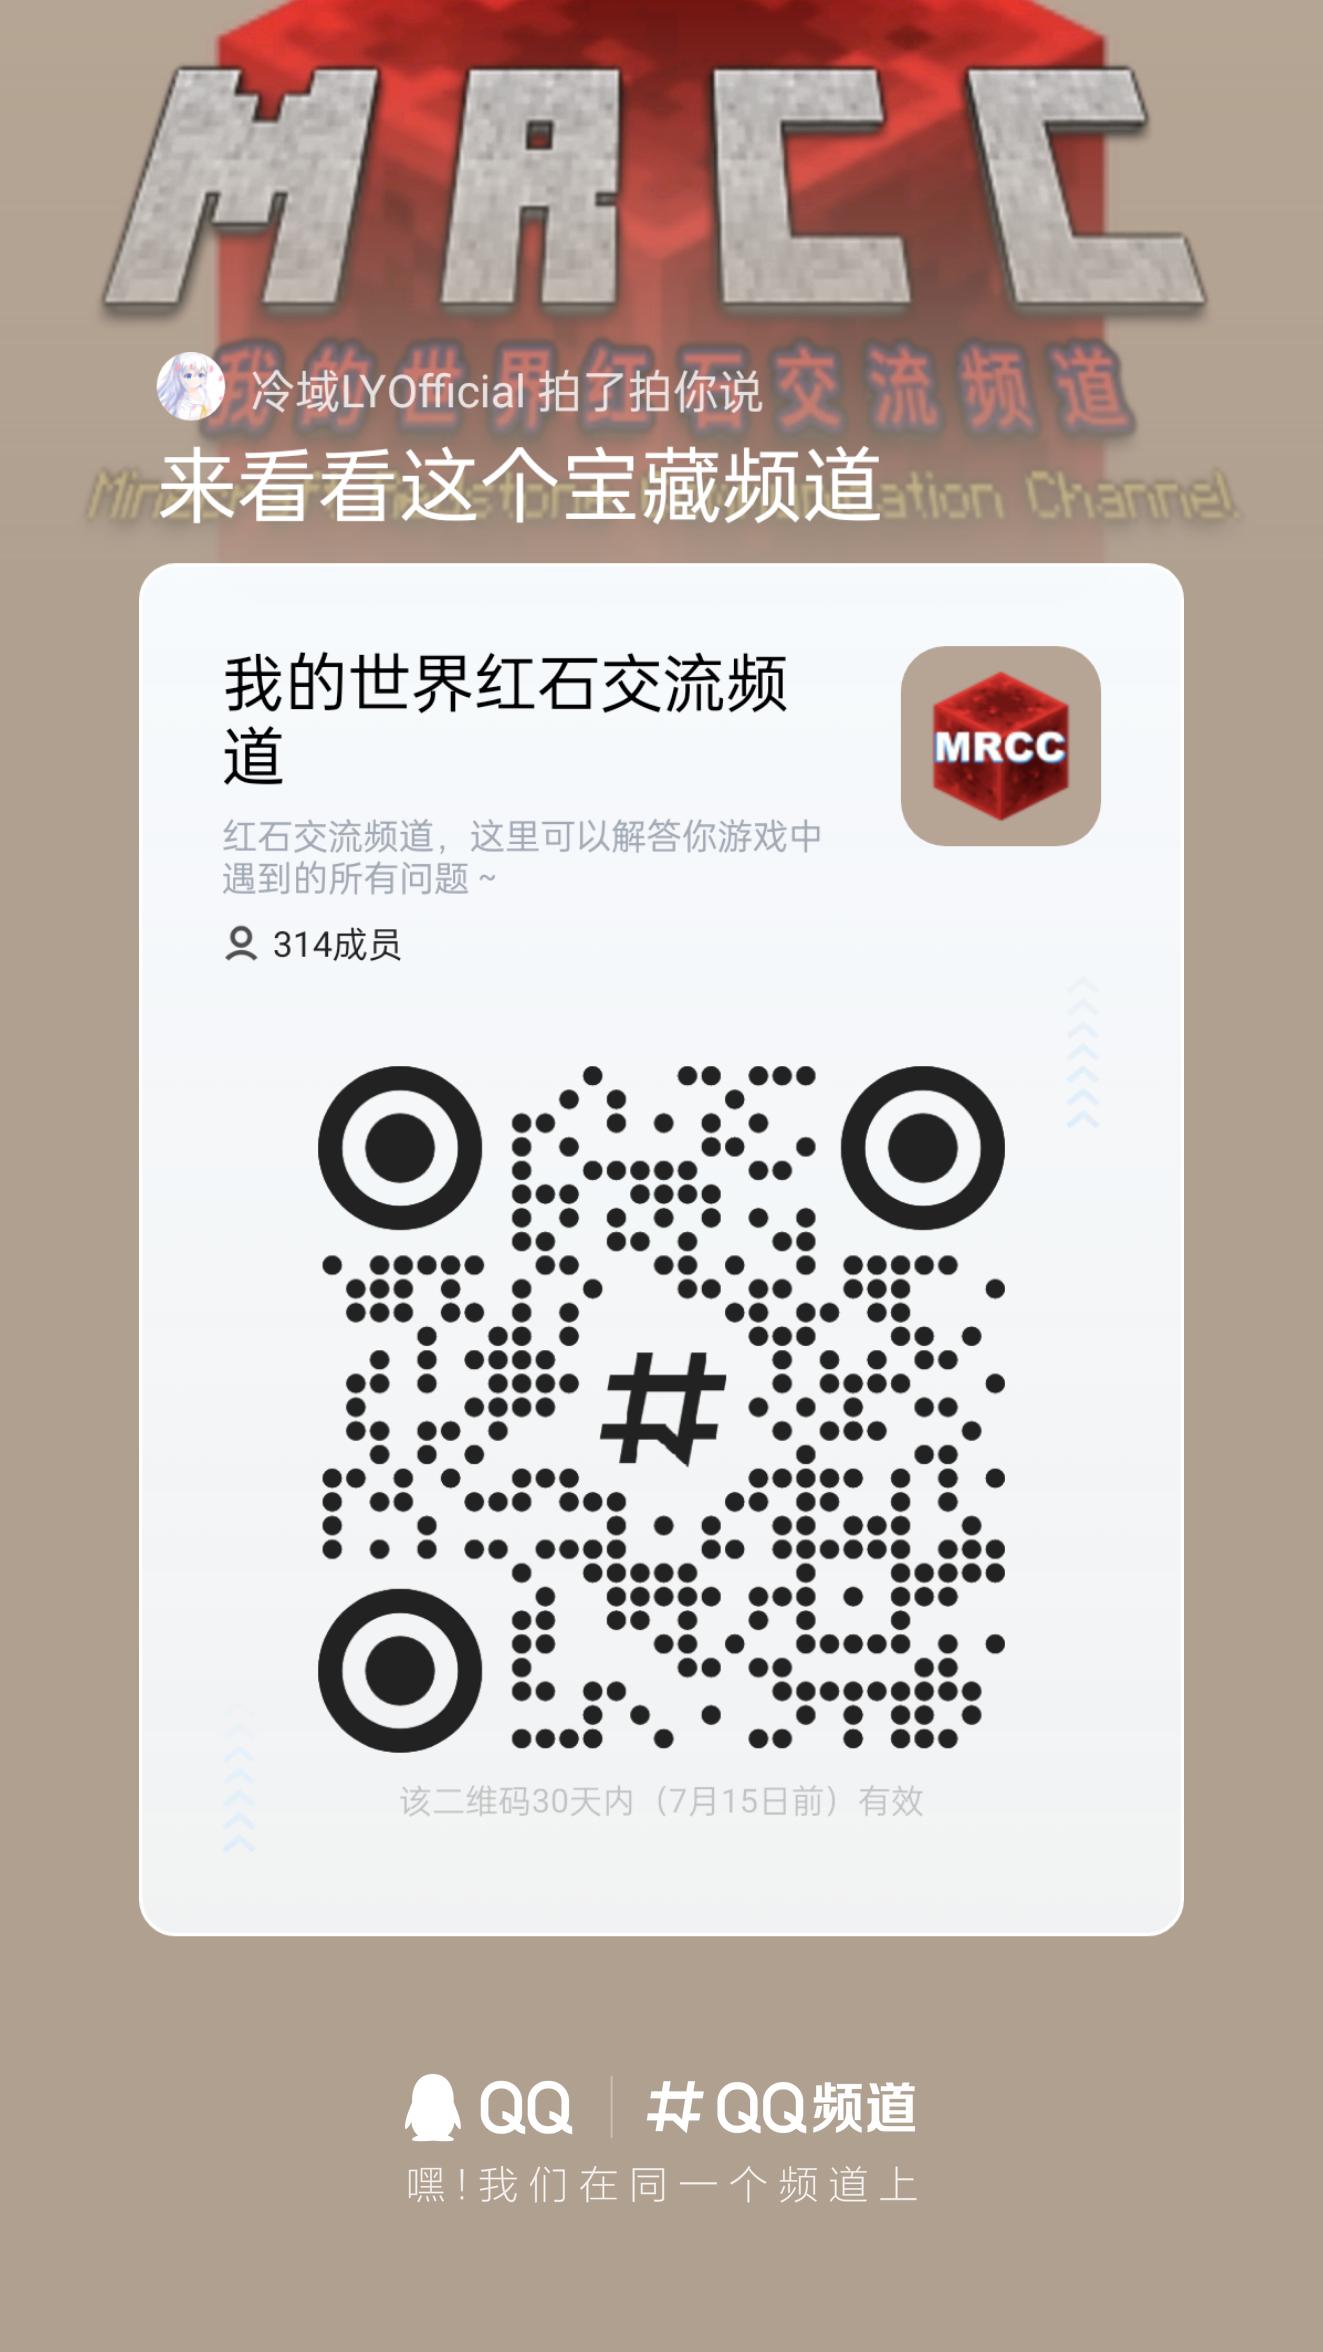 MRCC
我的世界红石交流频道
冷域LYOfficial 拍了拍你说
来看看这个宝藏频道
Channel
我的世界红石交流频
道
MRCC
红石交流频道，这里可以解答你游戏中
遇到的所有问题 ~
314成员
该二维码30天内（7月15日前）有效
QQ
QQ频道
嘿！我们在同一个频道上